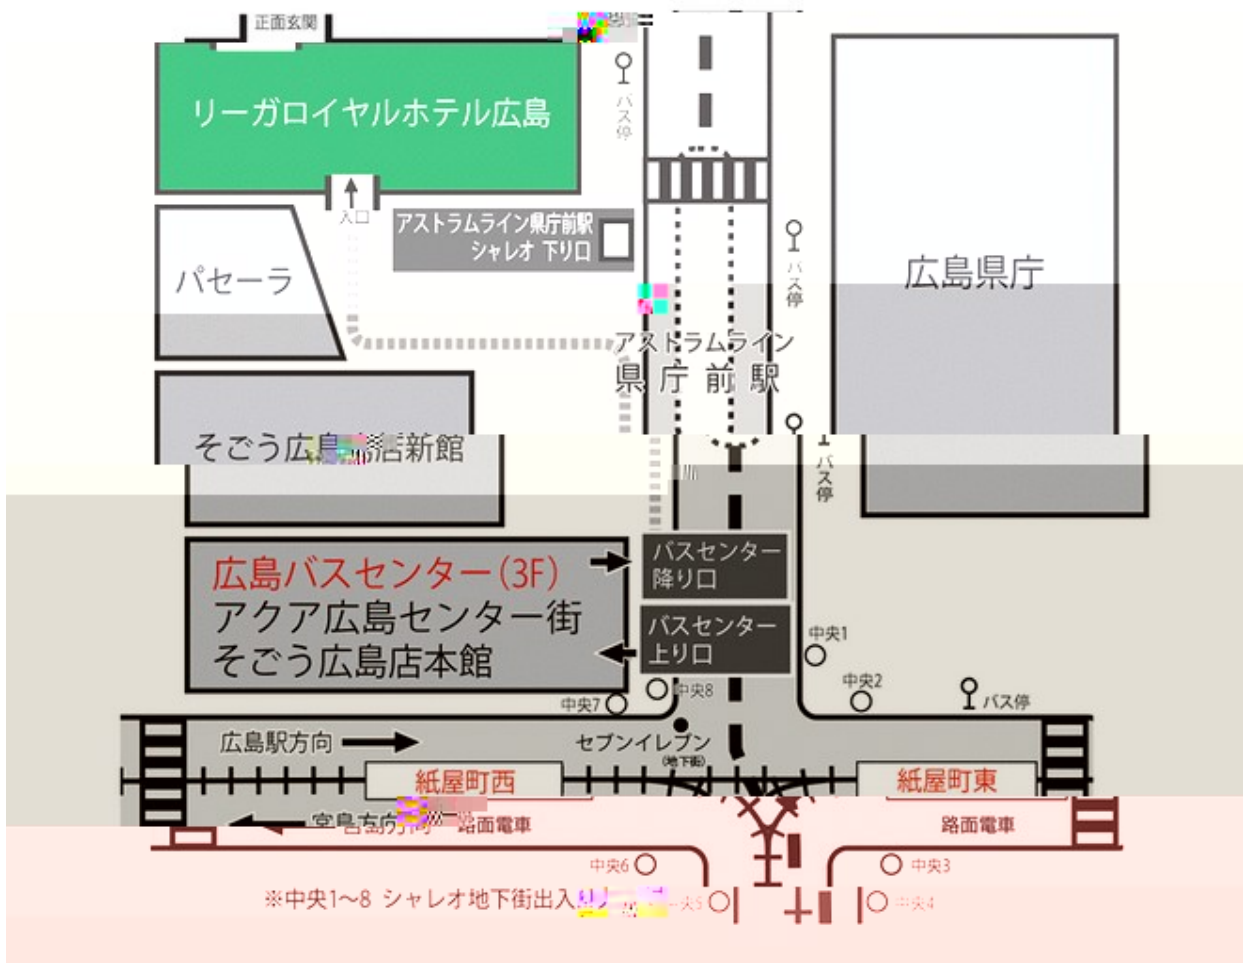 正面玄関
リーガロイヤルホテル広島
バス停
入口
アストラムライン県庁前駅
シャレオ 下り口
パセーラ
バス停
広島県庁
アストラムライン
県庁前駅
そごう広島
店新館
バス停
広島バスセンター(3F)
アクア広島センター街
そごう広島店本館
バスセンター
降り口
バスセンター
上り口
中央1
中央2
バス停
中央7
中央8
広島駅方向
セブンイレブン
(地下街)
紙屋町西
紙屋町東
宮島方向
路面電車
路面電車
中央6
中央3
※中央1~8 シャレオ地下街出入
央5
中央4